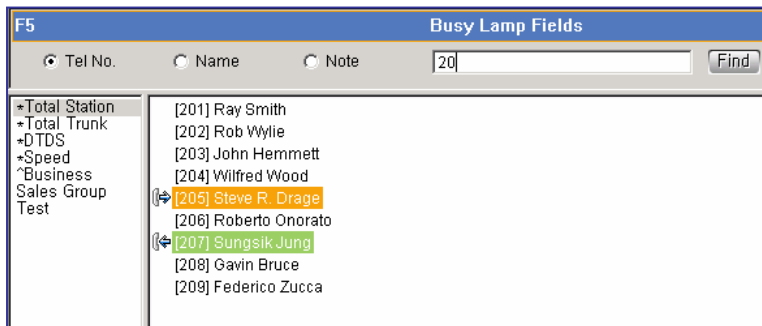 F5 Busy Lamp Fields
Tel No. Name Note 20 Find
*Total Station
*Total Trunk
*DTDS
*Speed
^Business
Sales Group
Test
[201] Ray Smith
[202] Rob Wylie
[203] John Hemmett
[204] Wilfred Wood
[205] Steve R. Drage
[206] Roberto Onorato
[207] Sungsik Jung
[208] Gavin Bruce
[209] Federico Zucca